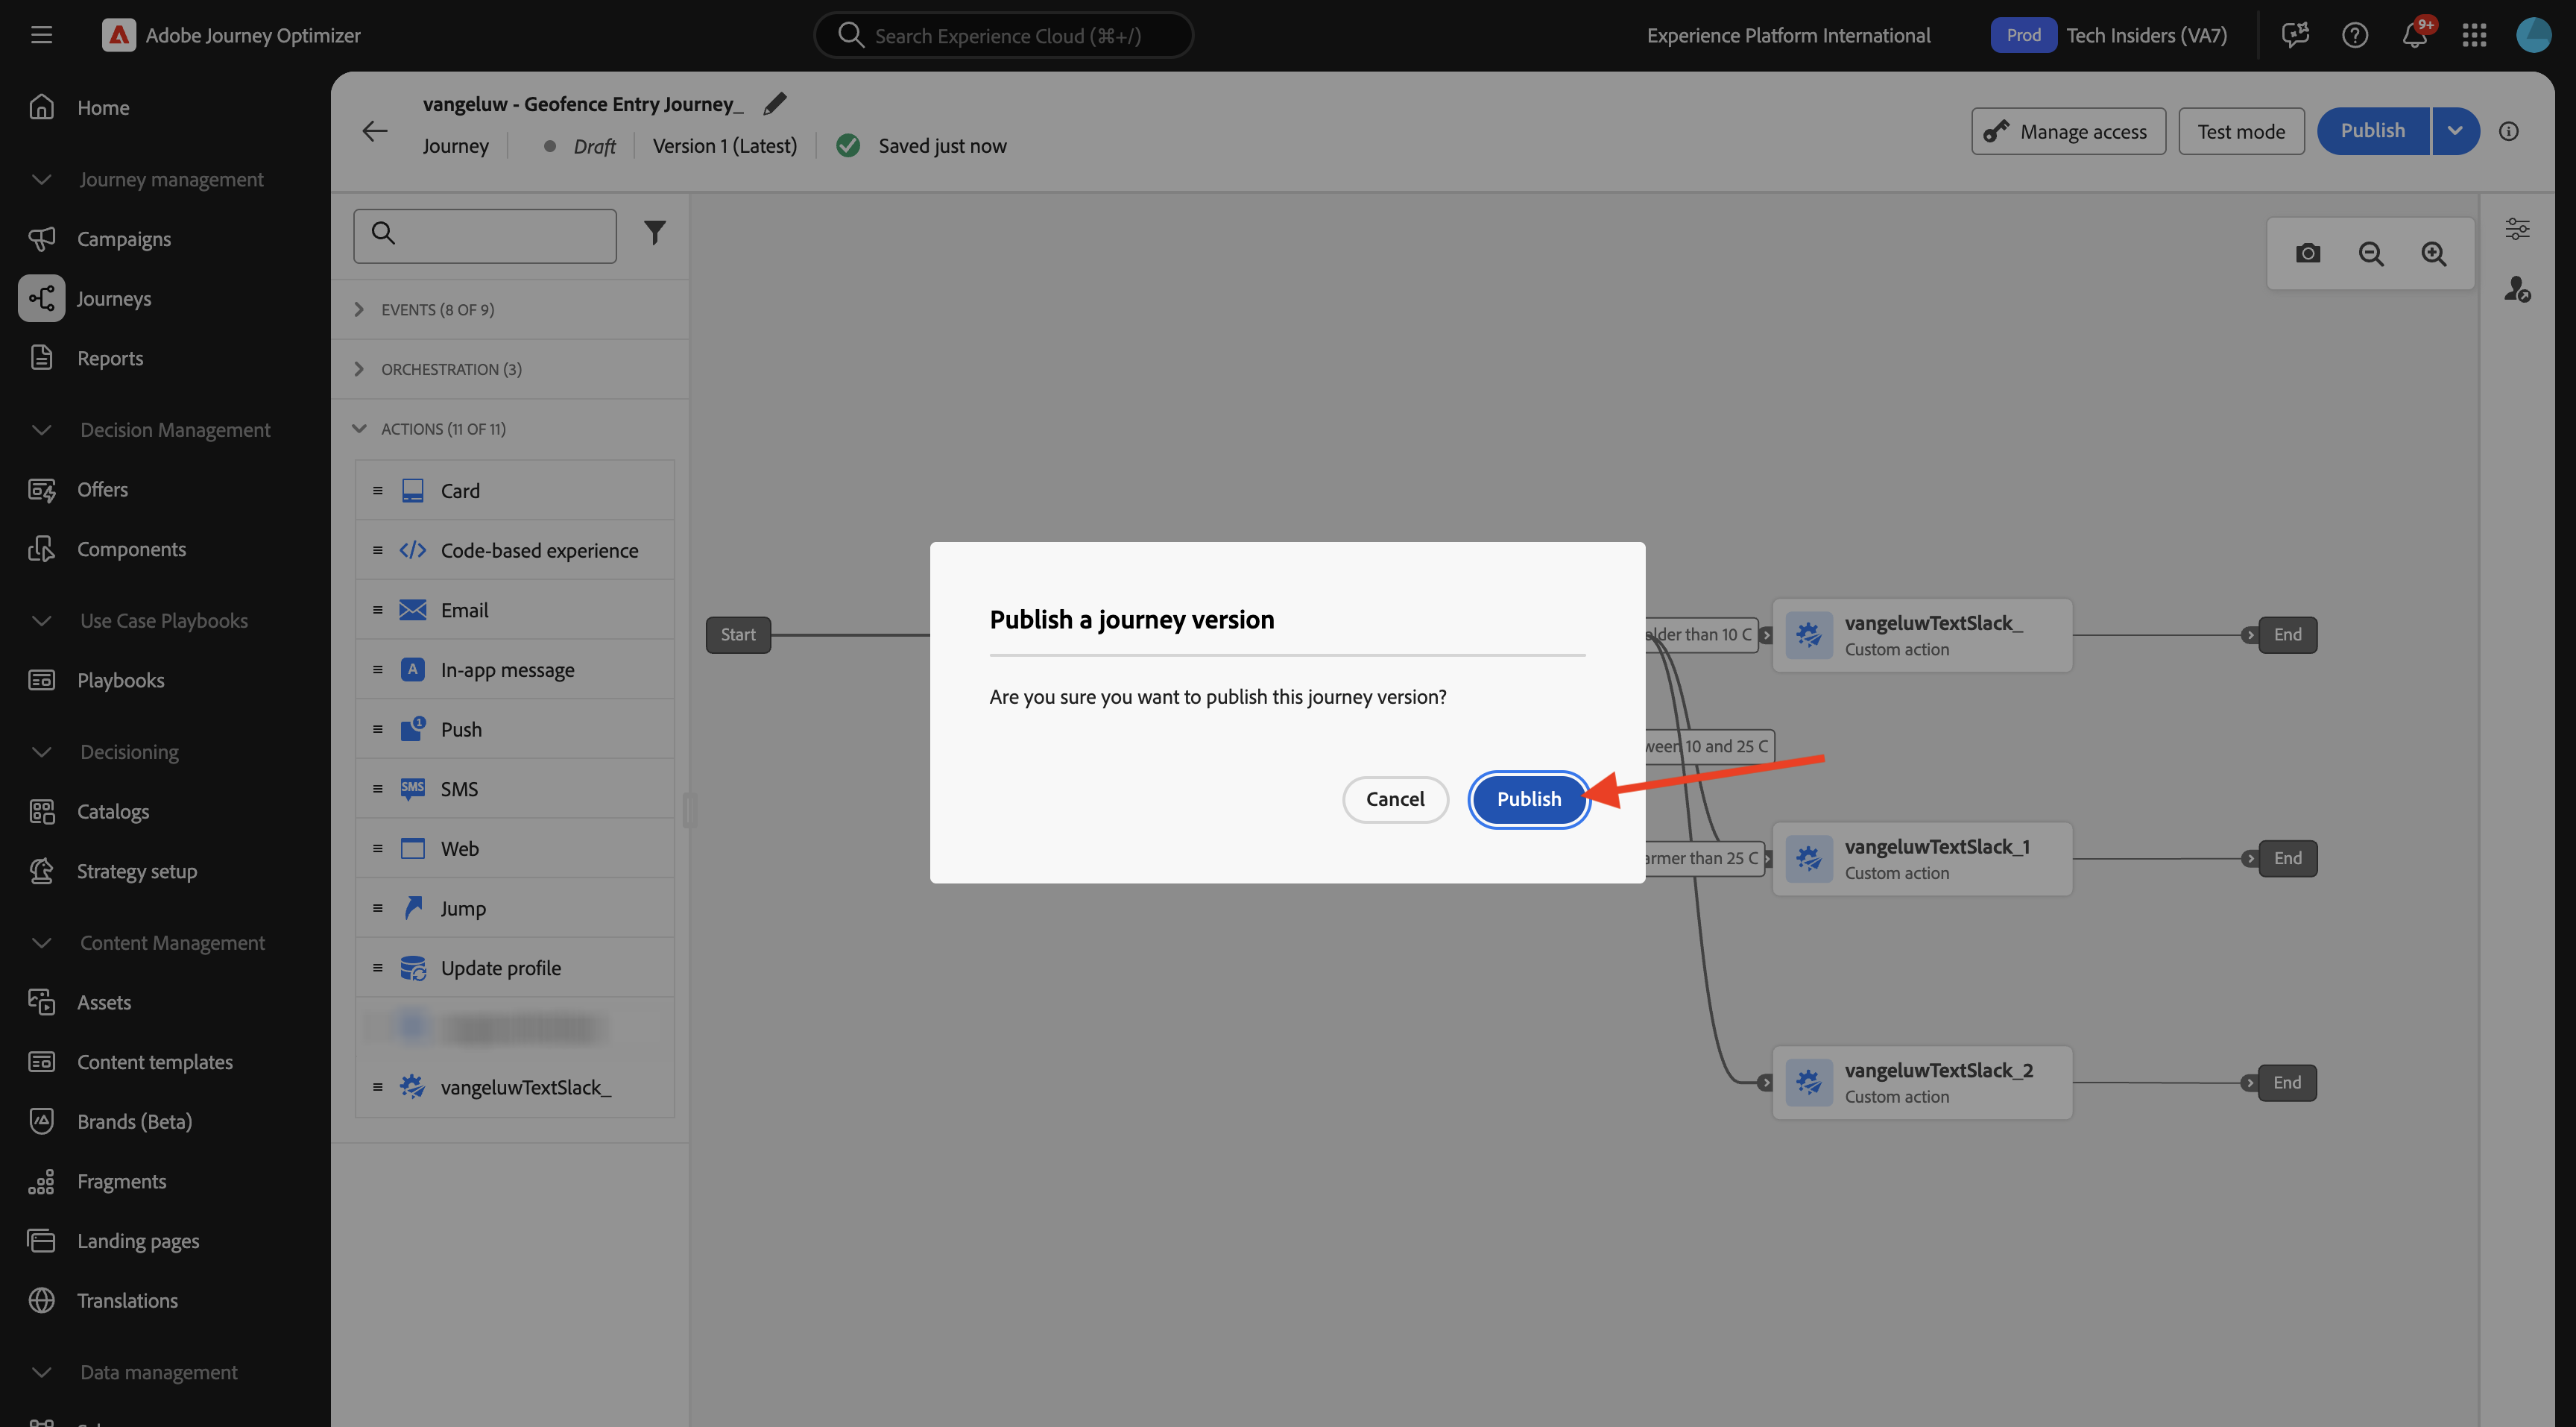 Adobe Journey Optimizer
Search Experience Cloud (⌘+/)
Experience Platform International
Prod
Tech Insiders (VA7)
9+
Home
Journey management
Campaigns
Journeys
Reports
Decision Management
Offers
Components
Use Case Playbooks
Playbooks
Decisioning
Catalogs
Strategy setup
Content Management
Assets
Content templates
Brands (Beta)
Fragments
Landing pages
Translations
Data management
vangeluw - Geofence Entry Journey_
Journey
Draft
Version 1 (Latest)
Saved just now
Manage access
Test mode
Publish
EVENTS (8 OF 9)
ORCHESTRATION (3)
ACTIONS (11 OF 11)
Card
Code-based experience
Email
In-app message
Push
SMS
SMS
Web
Jump
Update profile
vangeluwTextSlack_
Start
Publish a journey version
Are you sure you want to publish this journey version?
Cancel
Publish
older than 10 C
ween 10 and 25 C
armer than 25 C
vangeluwTextSlack_
Custom action
End
vangeluwTextSlack_1
Custom action
End
vangeluwTextSlack_2
Custom action
End